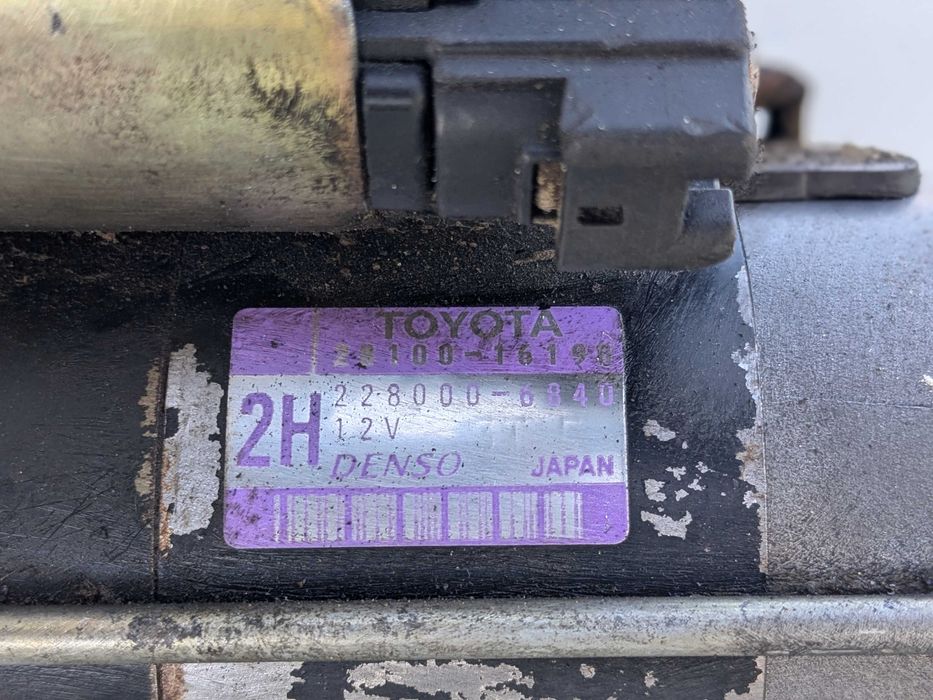 TOYOTA
28100-16190
2H
228000-6840
12V
DENSO JAPAN